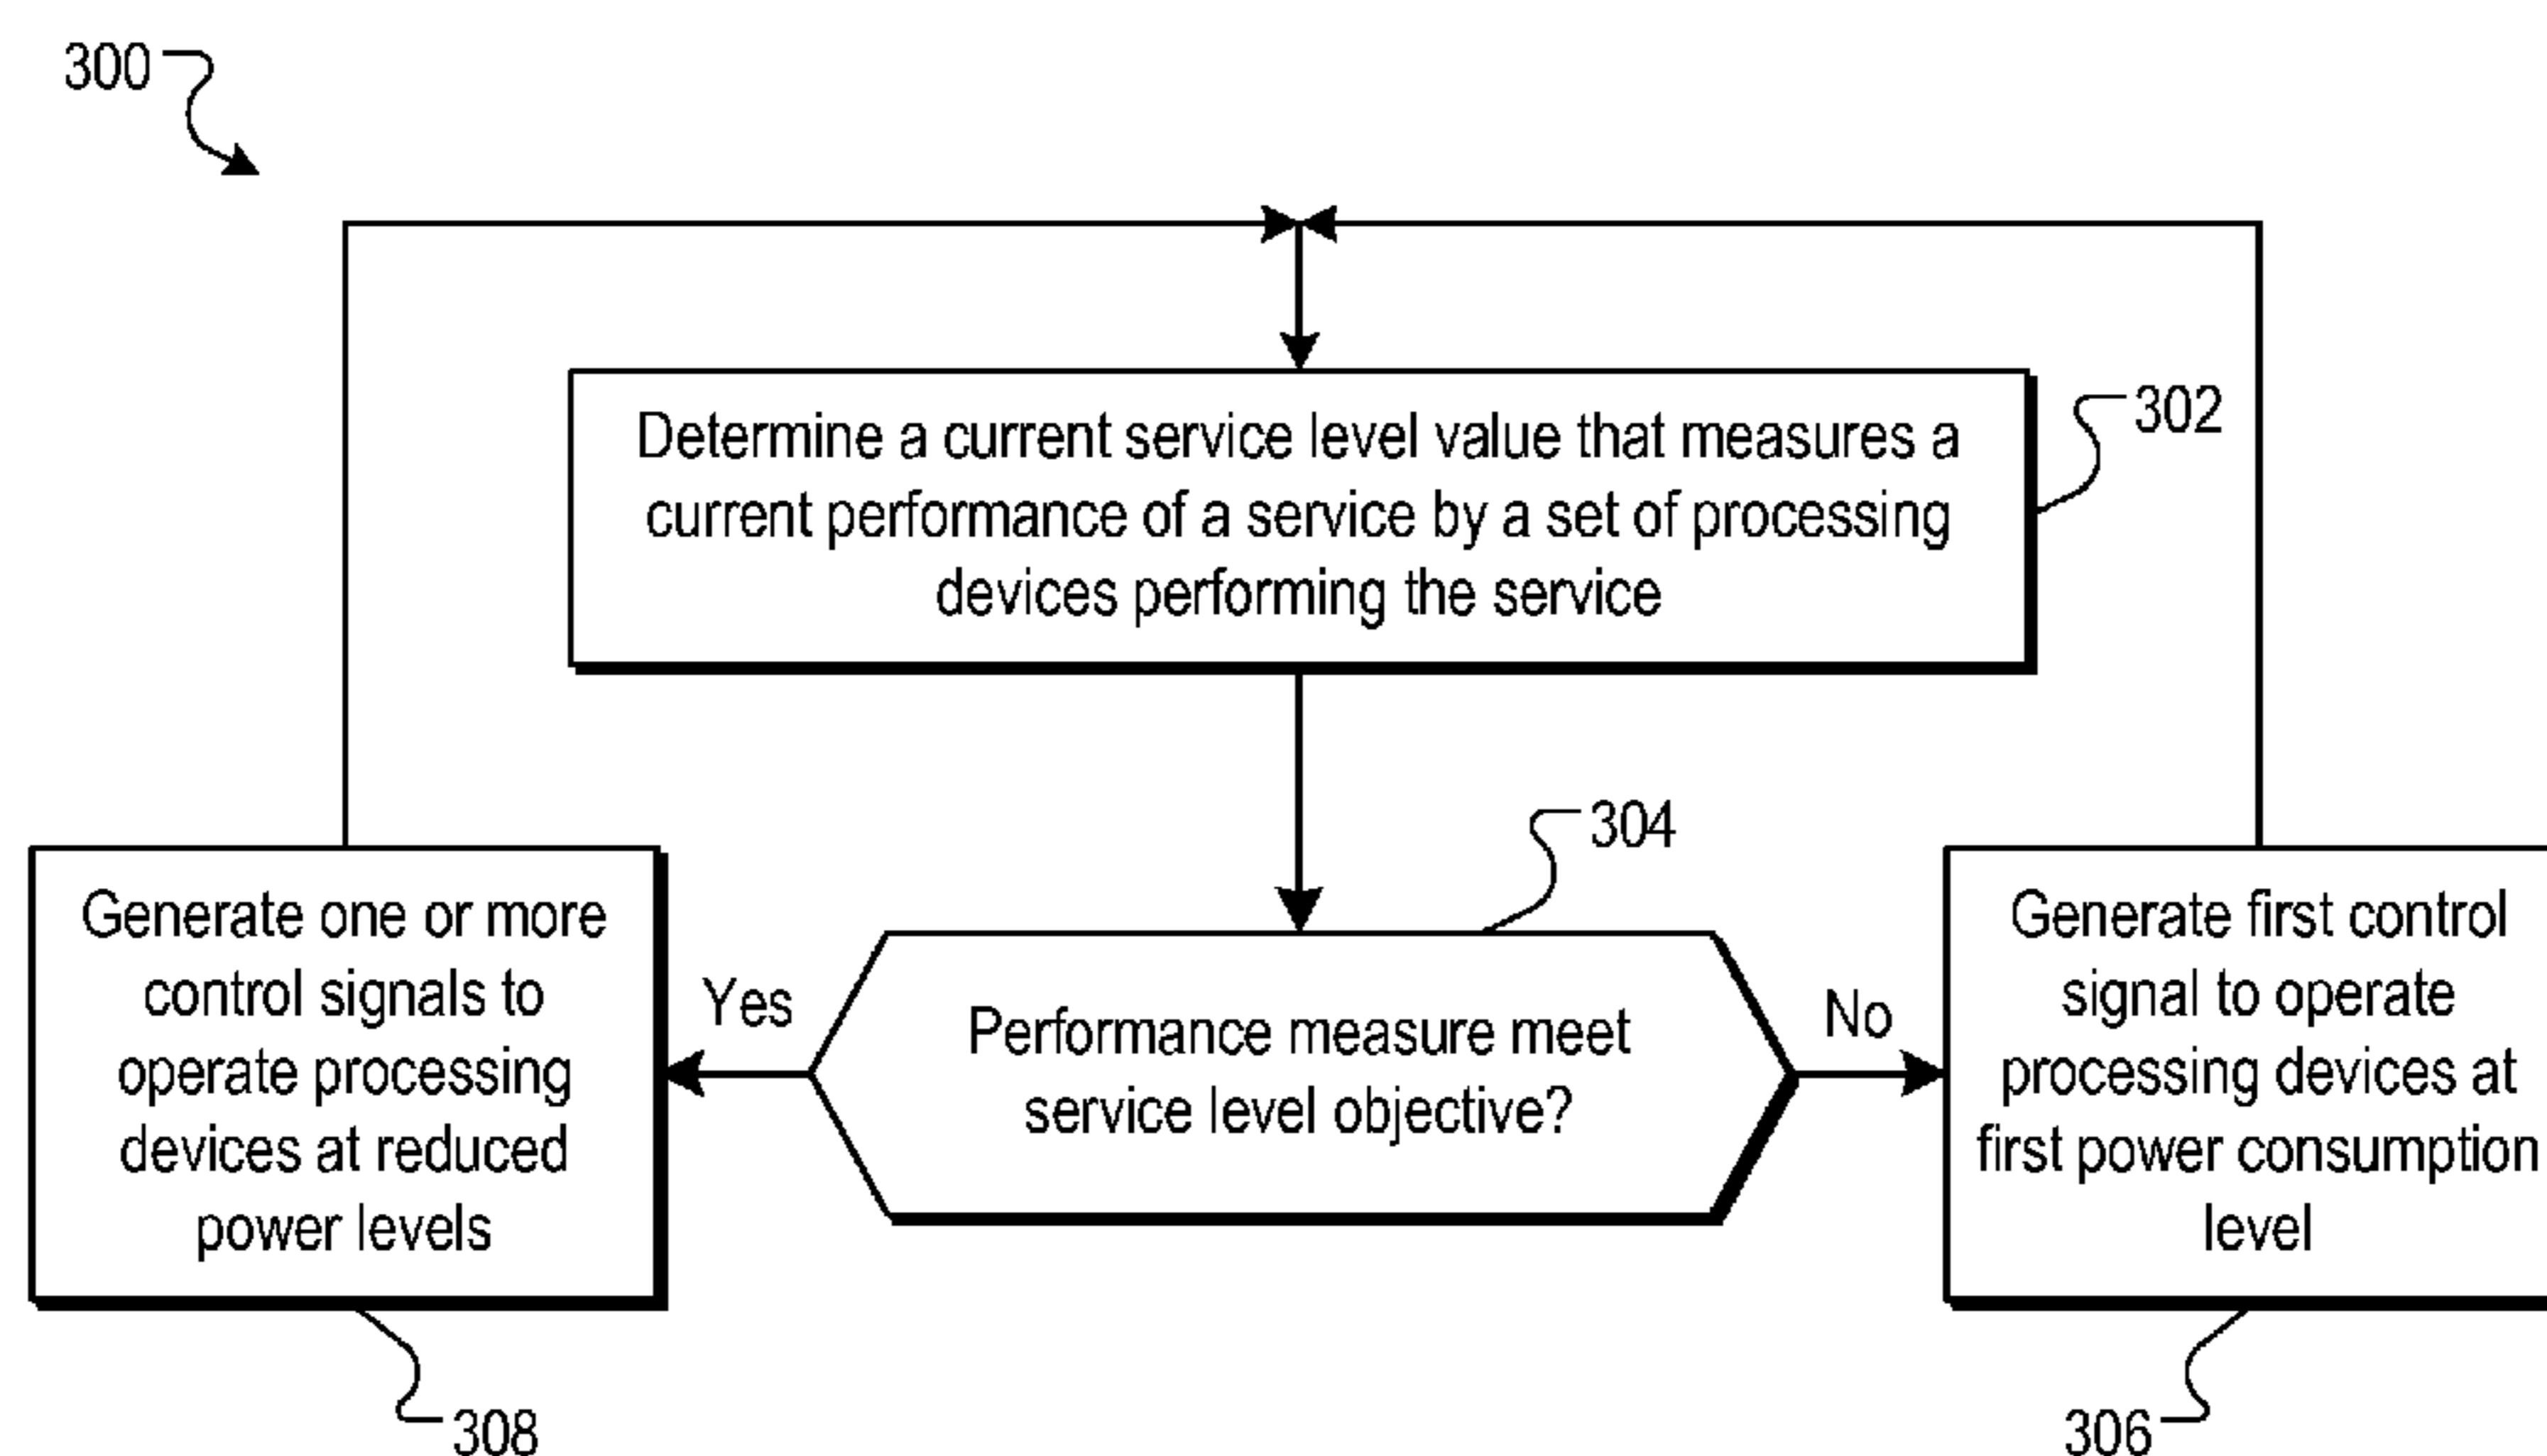 300
Determine a current service level value that measures a
current performance of a service by a set of processing
devices performing the service
302
304
Generate one or more
control signals to
operate processing
devices at reduced
power levels
Yes
Performance measure meet
service level objective?
No
Generate first control
signal to operate
processing devices at
first power consumption
level
308
306